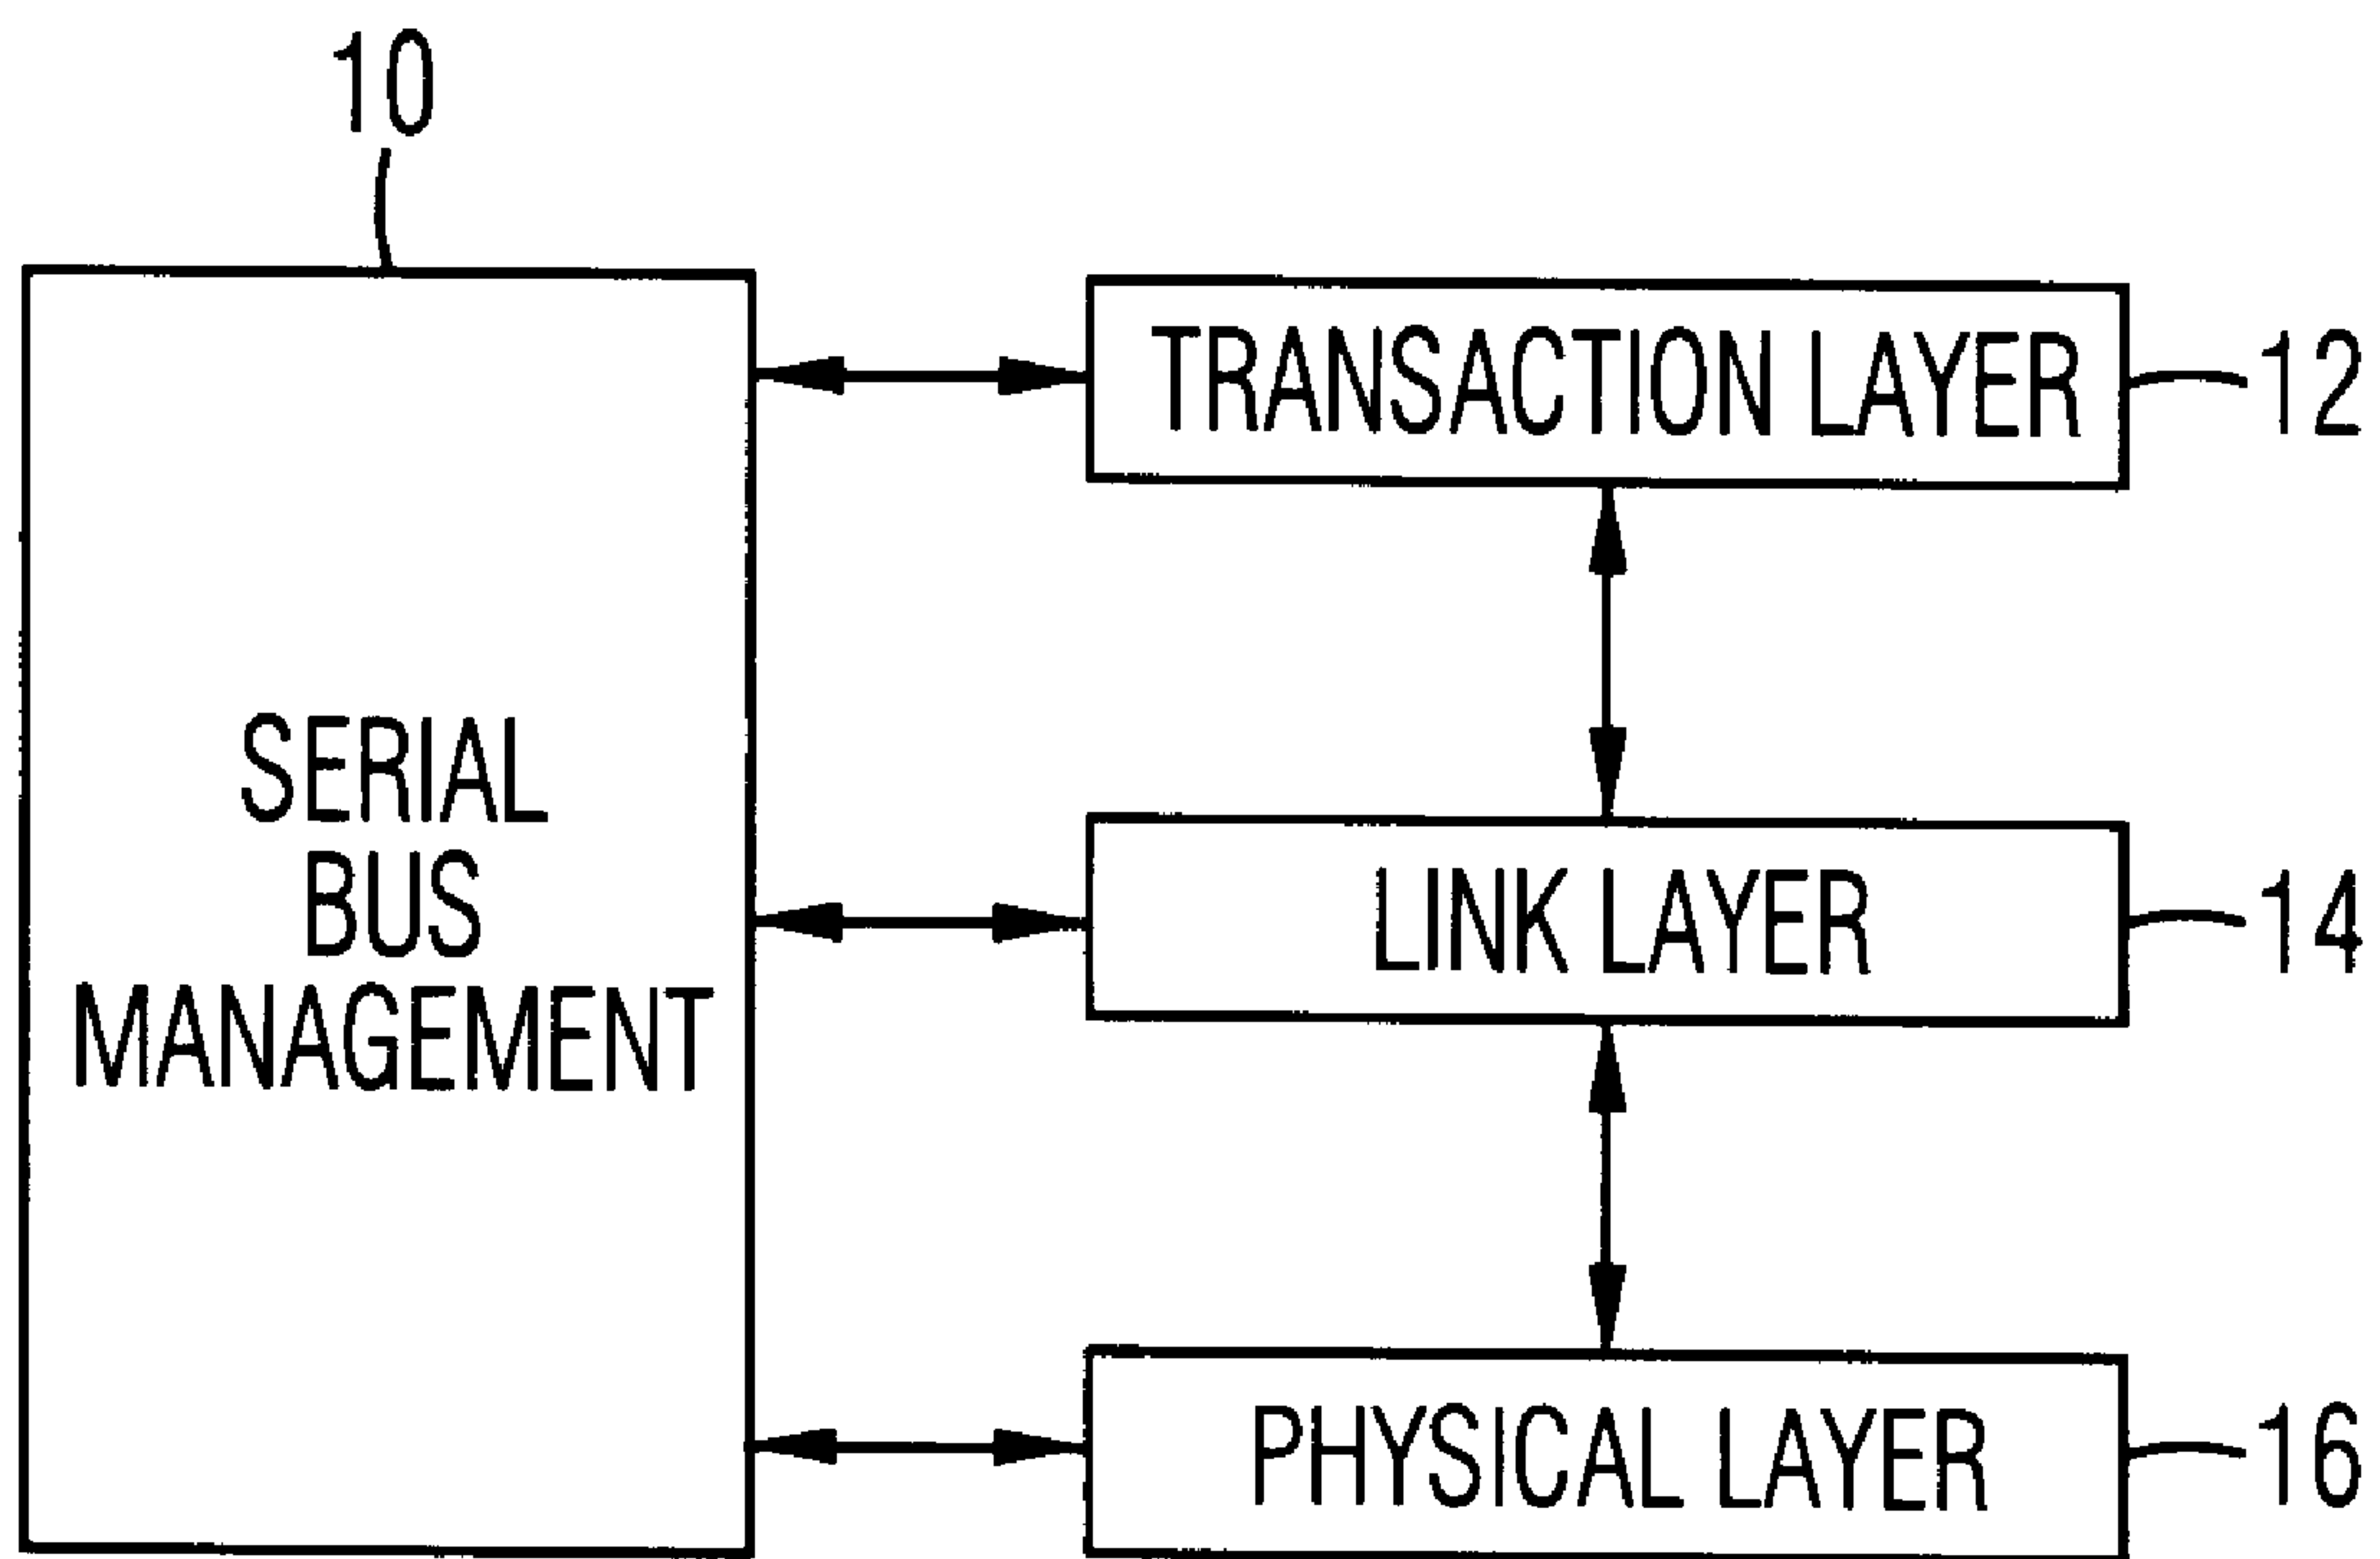 10
TRANSACTION LAYER
12
SERIAL
BUS
MANAGEMENT
LINK LAYER
14
PHYSICAL LAYER
16